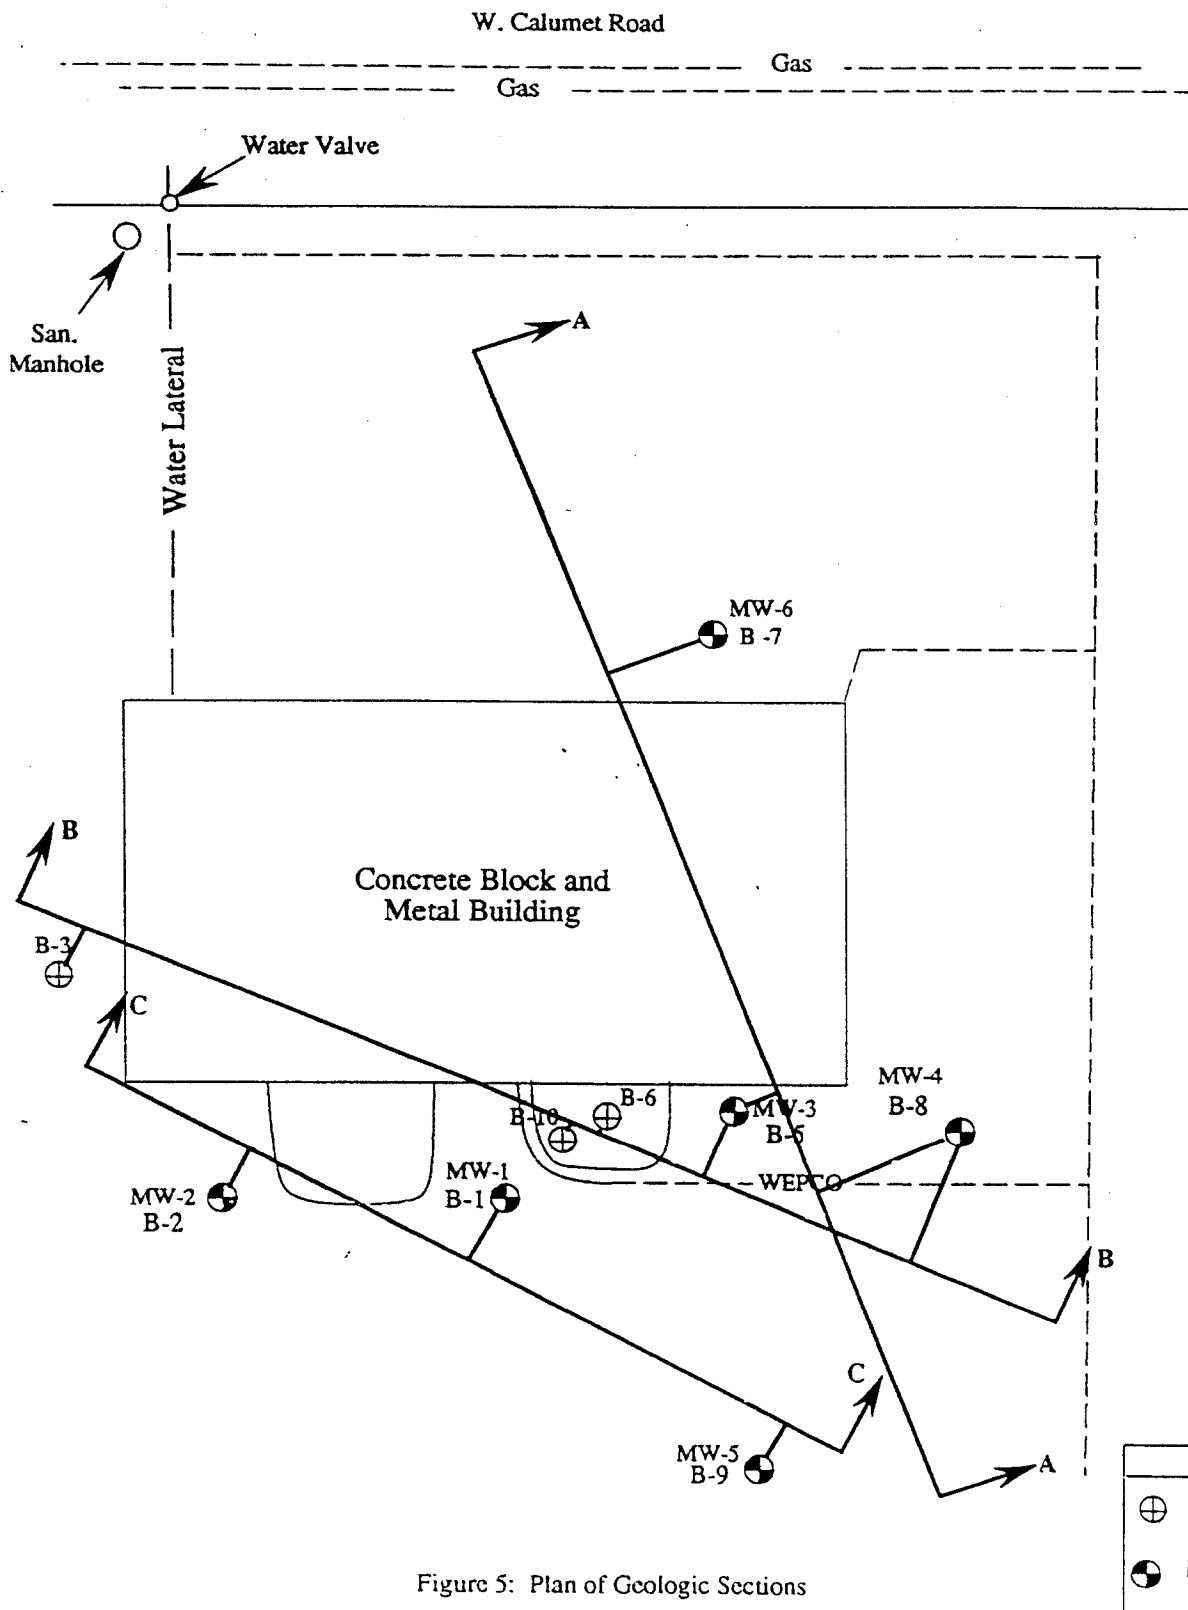 W. Calumet Road
Gas
Gas
Water Valve
San.
Manhole
Water Lateral
A
MW-6
B -7
B
Concrete Block and
Metal Building
B-3
C
MW-4
B-8
B-6
B-10
MW-3
B-5
MW-1
B-1
WEPCO
MW-2
B-2
B
C
MW-5
B-9
A
Figure 5: Plan of Geologic Sections